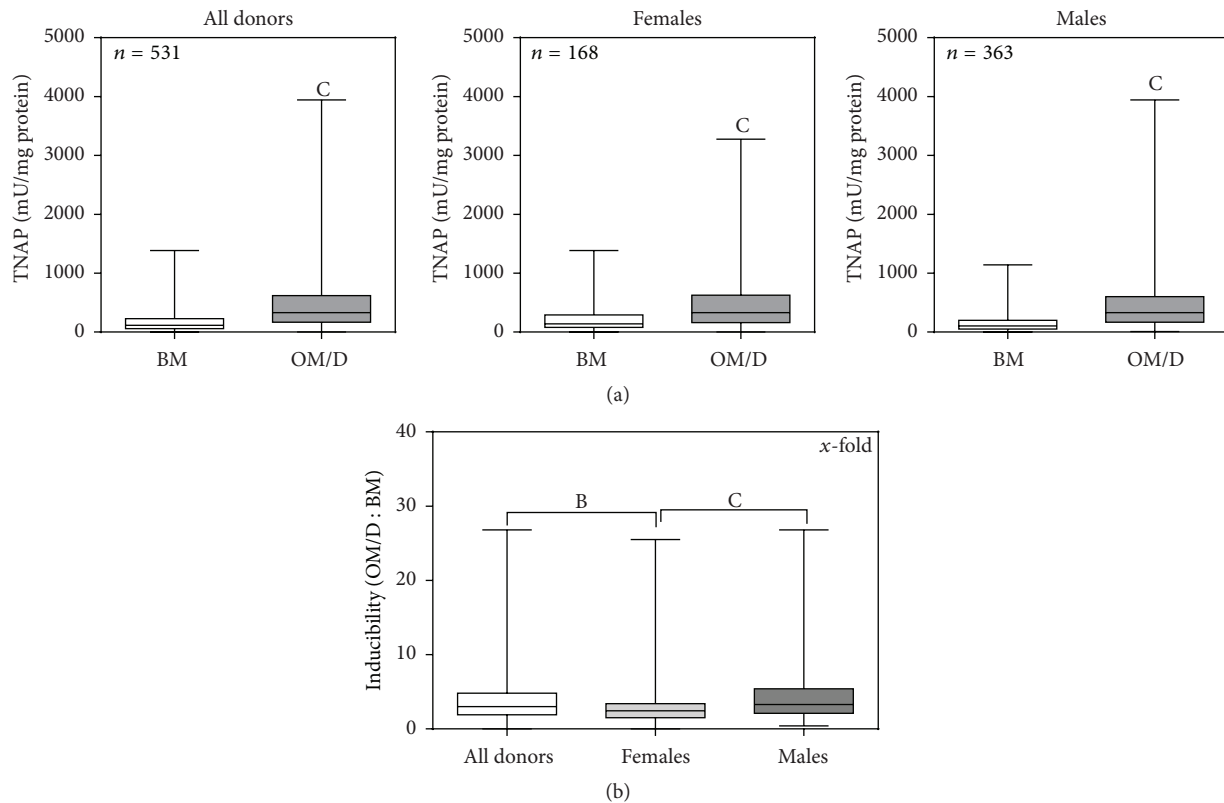 All donors
n = 531
C
TNAP (mU/mg protein)
5000
4000
3000
2000
1000
0
BM
OM/D
Females
n = 168
C
TNAP (mU/mg protein)
5000
4000
3000
2000
1000
0
BM
OM/D
Males
n = 363
C
TNAP (mU/mg protein)
5000
4000
3000
2000
1000
0
BM
OM/D
(a)
x-fold
B
C
Inducibility (OM/D : BM)
40
30
20
10
0
All donors
Females
Males
(b)